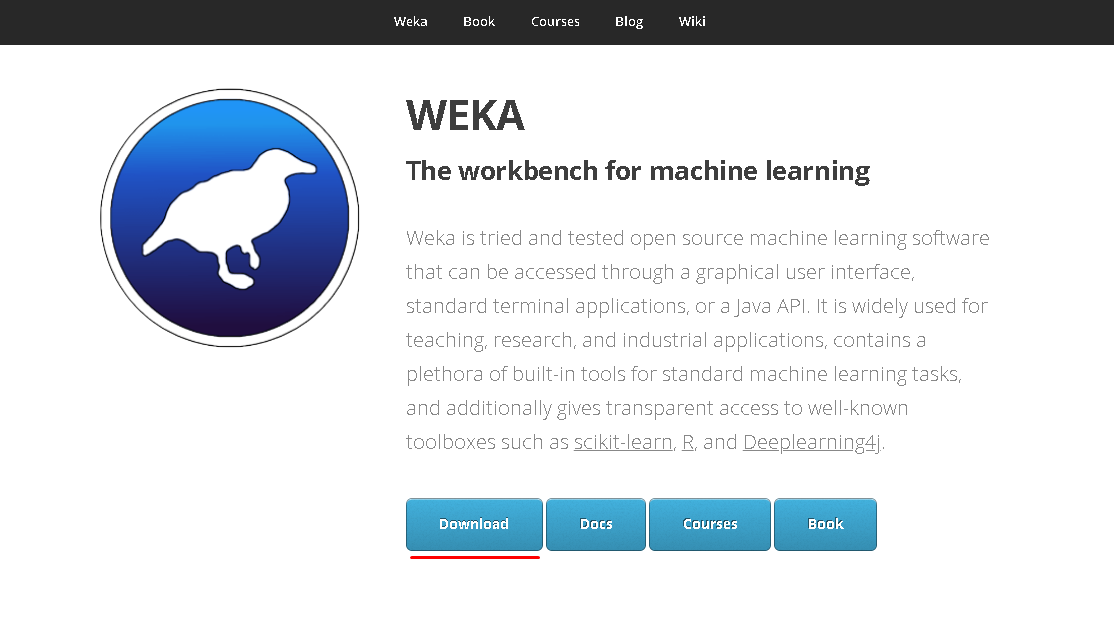 Weka Book Courses Blog Wiki
WEKA
The workbench for machine learning
Weka is tried and tested open source machine learning software
that can be accessed through a graphical user interface,
standard terminal applications, or a Java API. It is widely used for
teaching, research, and industrial applications, contains a
plethora of built-in tools for standard machine learning tasks,
and additionally gives transparent access to well-known
toolboxes such as scikit-learn, R, and Deeplearning4j.
Download Docs Courses Book